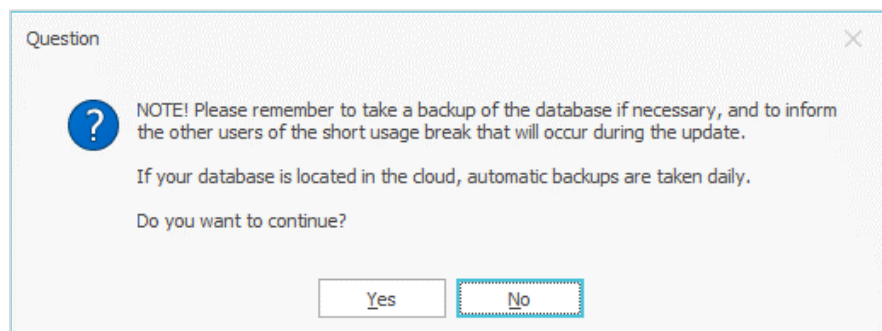 Question
NOTE! Please remember to take a backup of the database if necessary, and to inform
the other users of the short usage break that will occur during the update.
If your database is located in the cloud, automatic backups are taken daily.
Do you want to continue?
Yes
No